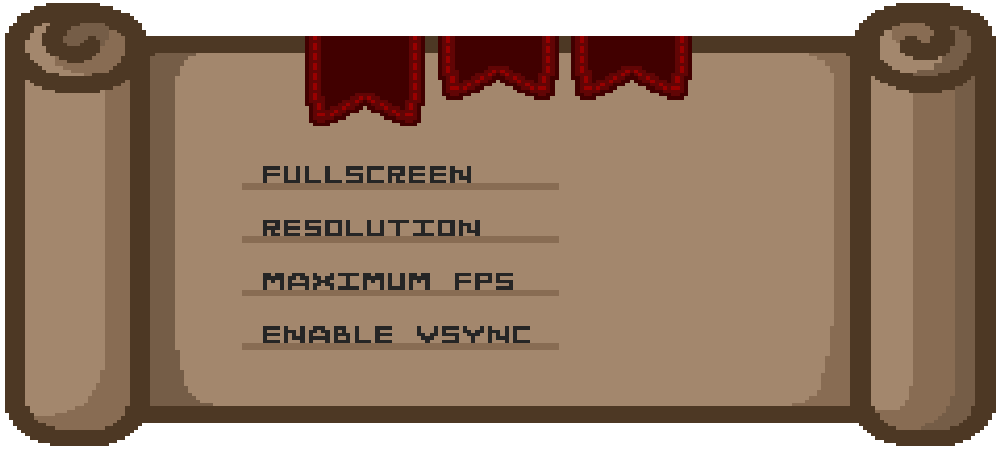 FULLSCREEN
RESOLUTION
MAXIMUM FPS
ENABLE VSYNC